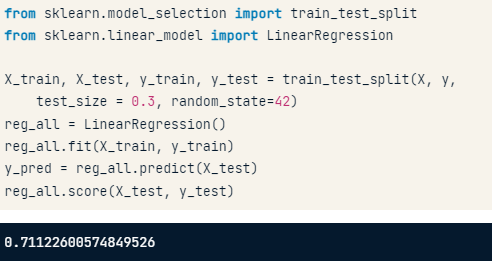 from sklearn.model_selection import train_test_split
from sklearn.linear_model import LinearRegression
X_train, X_test, y_train, y_test = train_test_split(X, y,
    test_size = 0.3, random_state=42)
reg_all = LinearRegression()
reg_all.fit(X_train, y_train)
y_pred = reg_all.predict(X_test)
reg_all.score(X_test, y_test)
0.71122600574849526